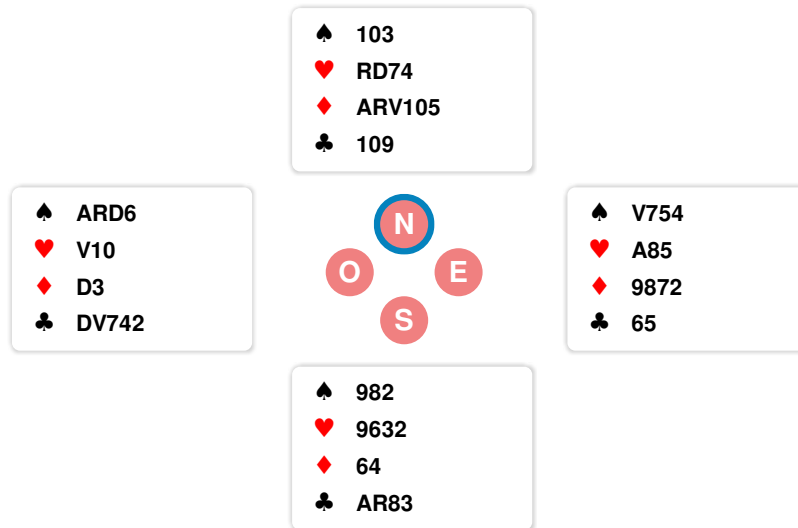 ♠ 103
♥ RD74
♦ ARV105
♣ 109
♠ ARD6
♥ V10
♦ D3
♣ DV742
N
O
E
S
♠ V754
♥ A85
♦ 9872
♣ 65
♠ 982
♥ 9632
♦ 64
♣ AR83